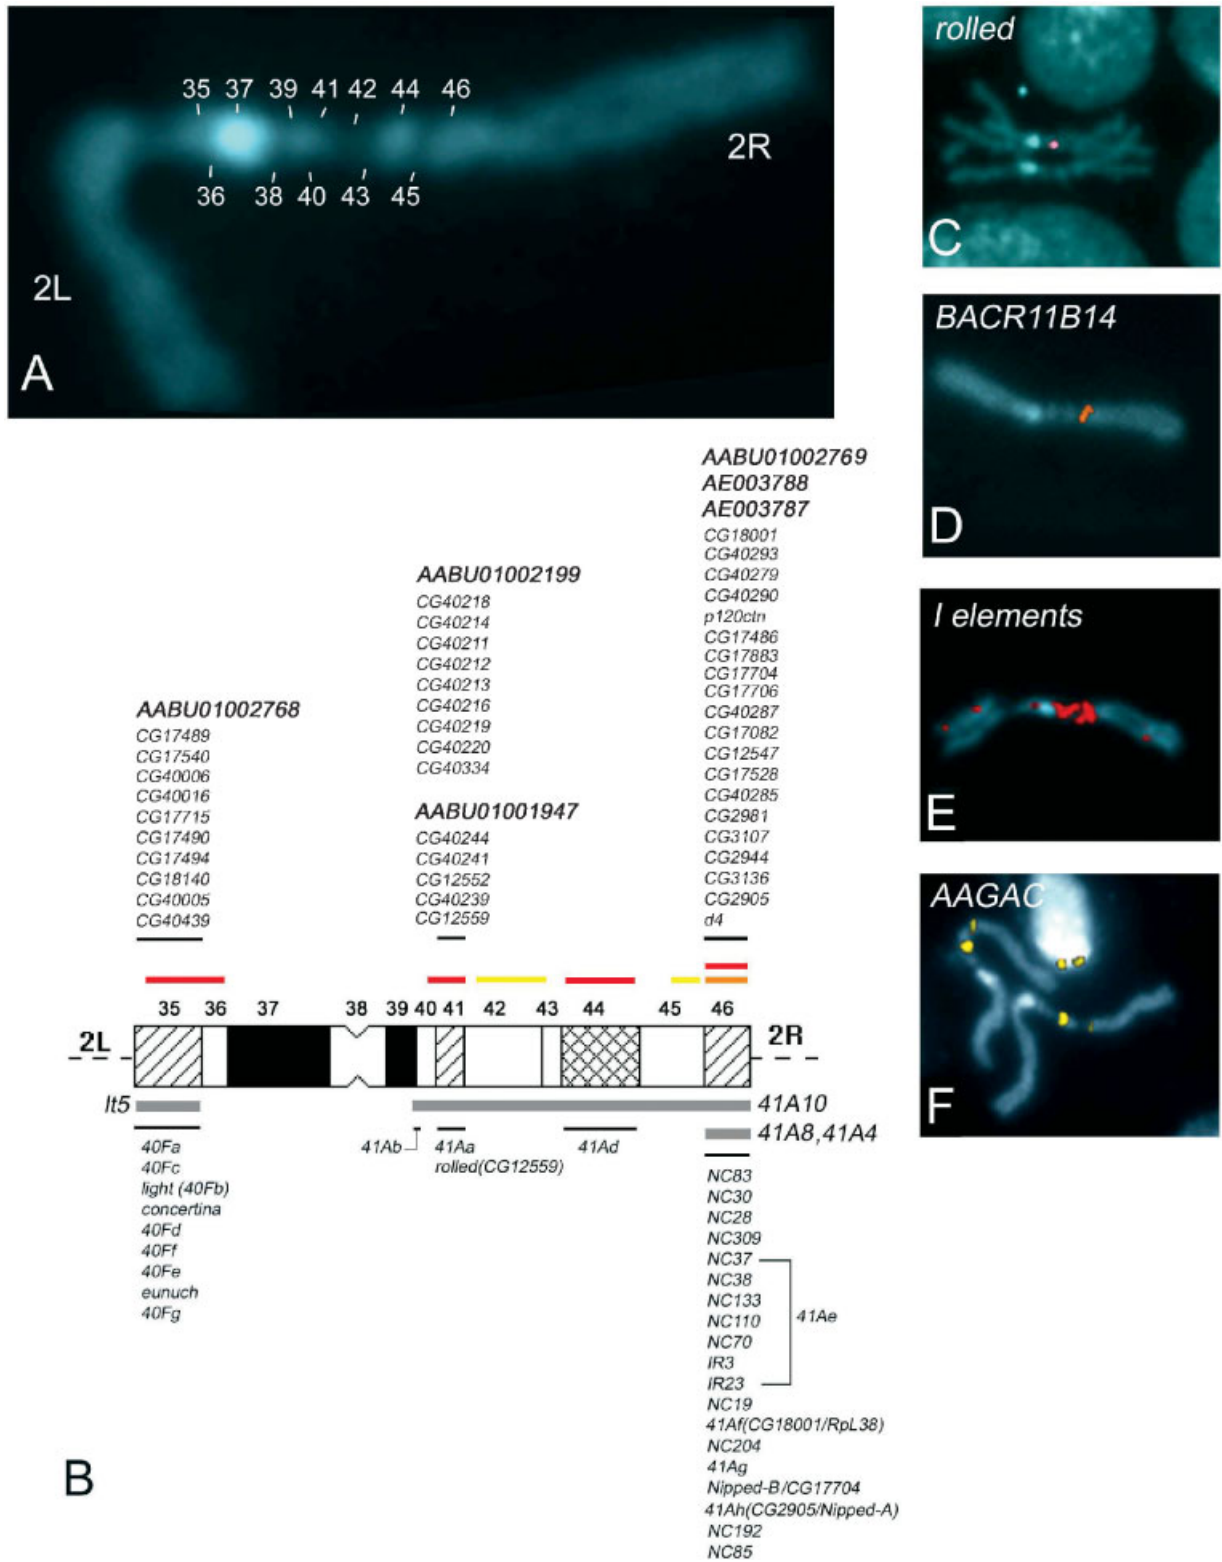 35 37 39 41 42 44 46
36 38 40 43 45
2R
2L
A
rolled
C
BACR11B14
D
I elements
E
AAGAC
F
AABU01002768
CG17489
CG17540
CG40006
CG40016
CG17715
CG17490
CG17494
CG18140
CG40005
CG40439
AABU01002199
CG40218
CG40214
CG40211
CG40212
CG40213
CG40216
CG40219
CG40220
CG40334
AABU01001947
CG40244
CG40241
CG12552
CG40239
CG12559
AABU01002769
AE003788
AE003787
CG18001
CG40293
CG40279
CG40290
p120ctn
CG17486
CG17883
CG17704
CG17706
CG40287
CG17082
CG12547
CG17528
CG40285
CG2981
CG3107
CG2944
CG3136
CG2905
d4
35 36 37 38 39 40 41 42 43 44 45 46
2L
2R
lt5
41A10
41A8,41A4
40Fa
40Fc
light (40Fb)
concertina
40Fd
40Ff
40Fe
eunuch
40Fg
41Ab
41Aa
rolled(CG12559)
41Ad
NC83
NC30
NC28
NC309
NC37
NC38
NC133
NC110
NC70
IR3
IR23
41Ae
NC19
41Af(CG18001/RpL38)
NC204
41Ag
Nipped-B/CG17704
41Ah(CG2905/Nipped-A)
NC192
NC85
B